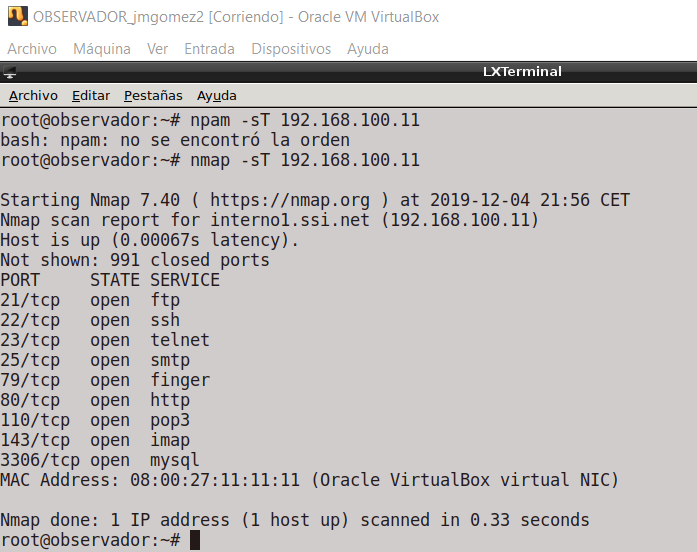 OBSERVADOR_jmgomez2 [Corriendo] - Oracle VM VirtualBox
Archivo Máquina Ver Entrada Dispositivos Ayuda
LXTerminal
Archivo Editar Pestañas Ayuda
root@observador:~# npam -sT 192.168.100.11
bash: npam: no se encontró la orden
root@observador:~# nmap -sT 192.168.100.11
Starting Nmap 7.40 ( https://nmap.org ) at 2019-12-04 21:56 CET
Nmap scan report for interno1.ssi.net (192.168.100.11)
Host is up (0.00067s latency).
Not shown: 991 closed ports
PORT     STATE SERVICE
21/tcp   open  ftp
22/tcp   open  ssh
23/tcp   open  telnet
25/tcp   open  smtp
79/tcp   open  finger
80/tcp   open  http
110/tcp  open  pop3
143/tcp  open  imap
3306/tcp open  mysql
MAC Address: 08:00:27:11:11:11 (Oracle VirtualBox virtual NIC)
Nmap done: 1 IP address (1 host up) scanned in 0.33 seconds
root@observador:~#